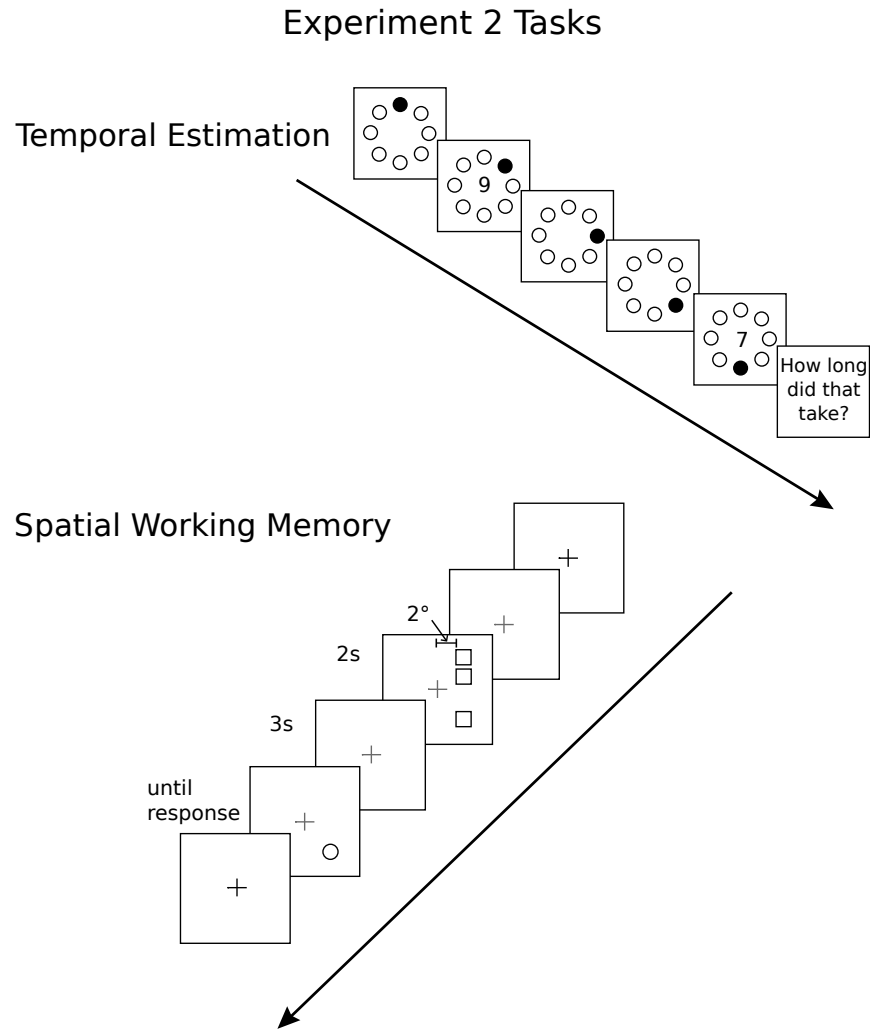 Experiment 2 Tasks
Temporal Estimation
9
7
How long
did that
take?
Spatial Working Memory
2°
2s
3s
until
response